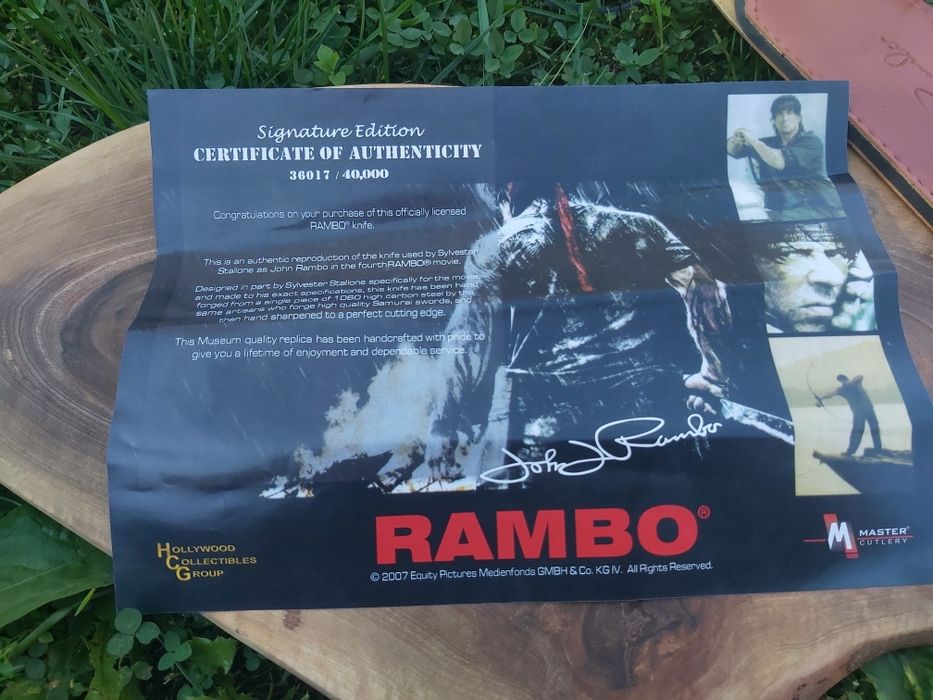 Signature Edition
CERTIFICATE OF AUTHENTICITY
36017 / 40,000
Congratulations on your purchase of this officially licensed
RAMBO® knife.
This is an authentic reproduction of the knife used by Sylvester
Stallone as John Rambo in the fourth RAMBO® movie.
Designed in part by Sylvester Stallone specifically for the movie
and made to his exact specifications, this knife has been hand
forged from a single piece of 1060 high carbon steel by the
same artisans who forge high quality Samurai swords, and
then hand sharpened to a perfect cutting edge.
This Museum quality replica has been handcrafted with pride to
give you a lifetime of enjoyment and dependable service.
John J Rambo
RAMBO®
© 2007 Equity Pictures Medienfonds GMBH & Co. KG IV. All Rights Reserved.
HOLLYWOOD
COLLECTIBLES
GROUP
M MASTER®
CUTLERY